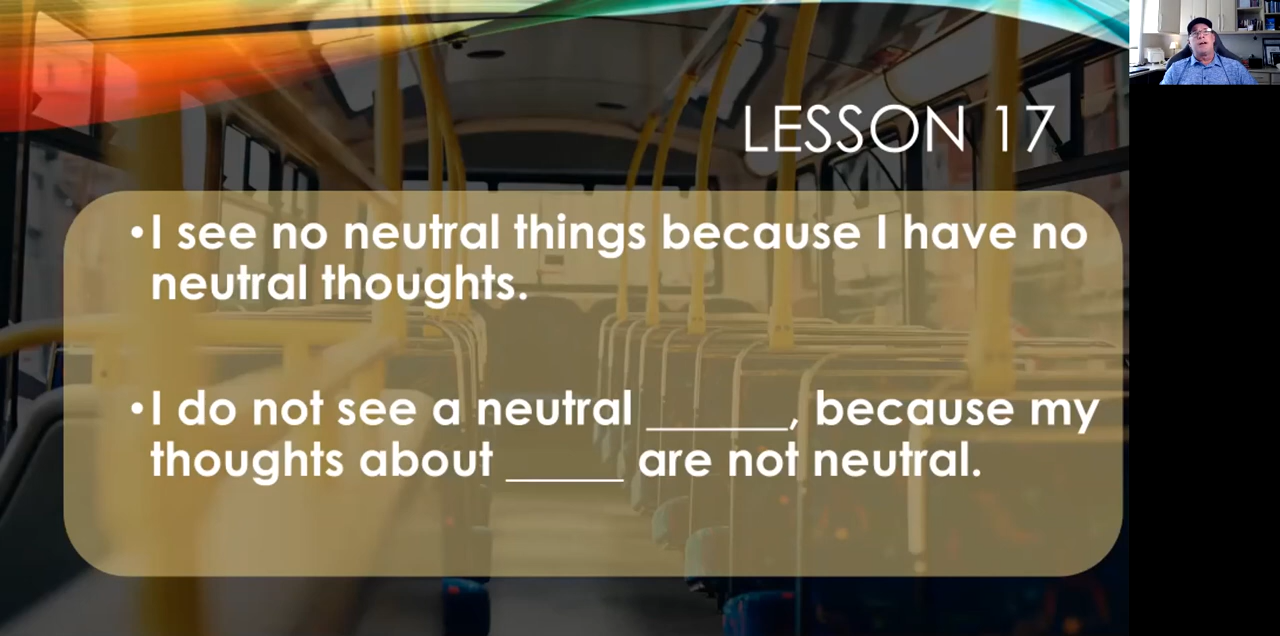 LESSON 17
•I see no neutral things because I have no
neutral thoughts.
•I do not see a neutral ______, because my
thoughts about _____ are not neutral.